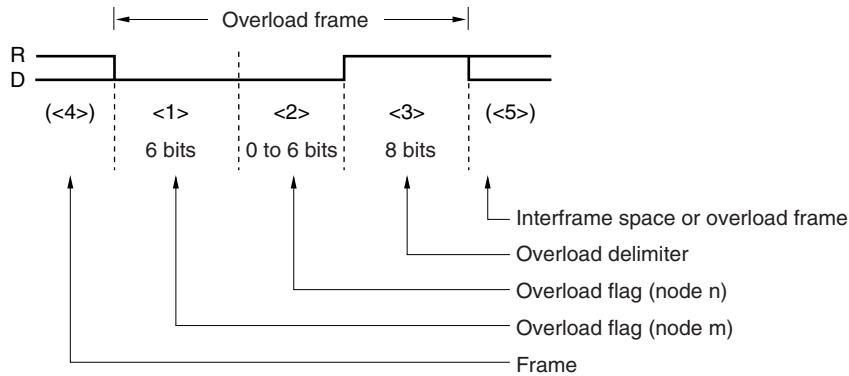 Overload frame
R
D
(<4>) <1> <2> <3> (<5>)
6 bits 0 to 6 bits 8 bits
Interframe space or overload frame
Overload delimiter
Overload flag (node n)
Overload flag (node m)
Frame